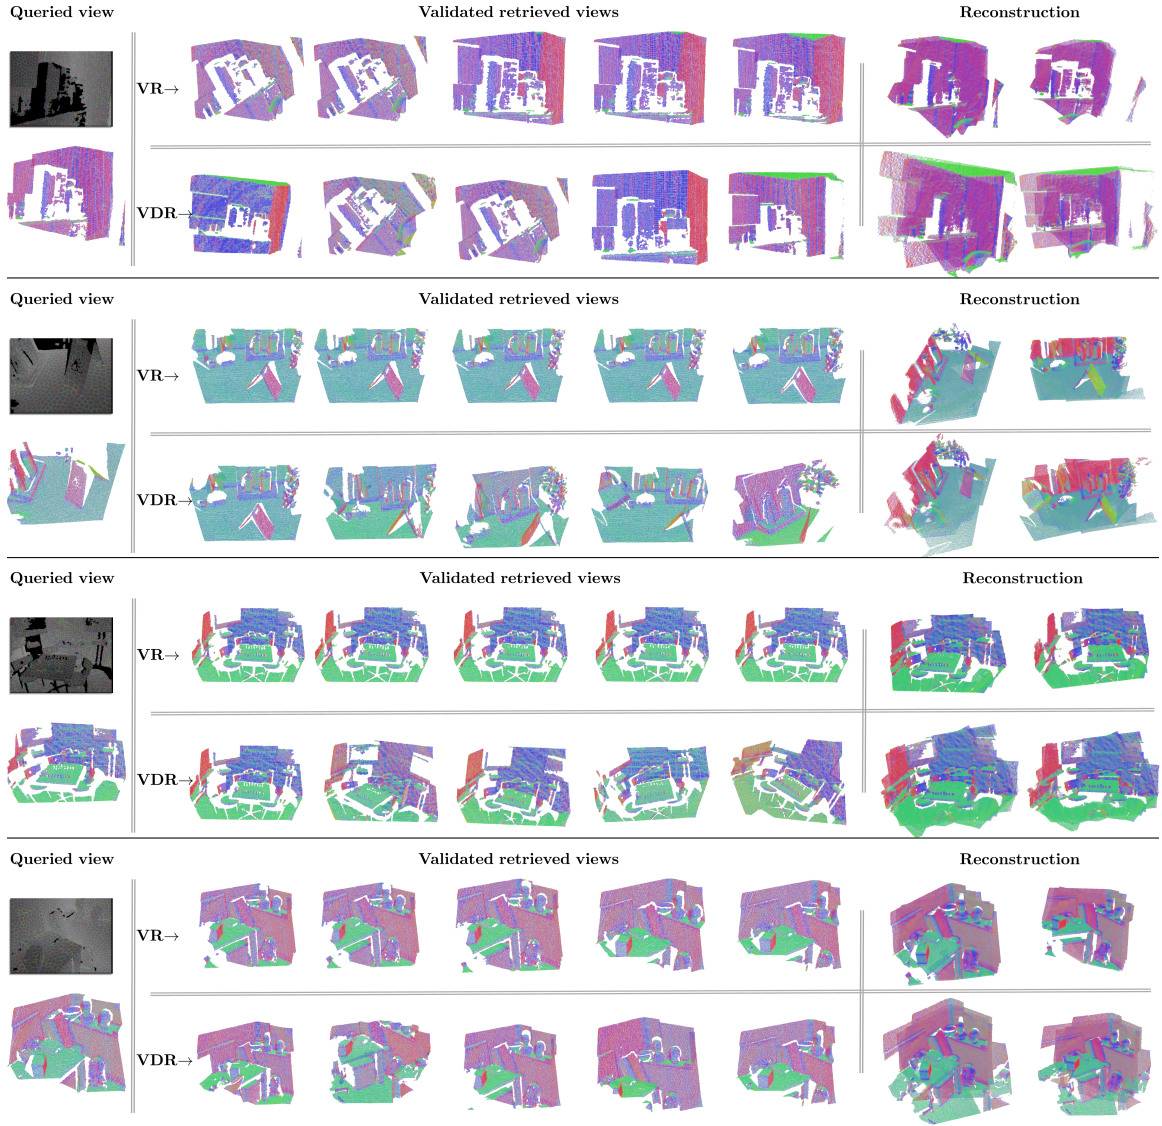 Queried view Validated retrieved views Reconstruction
VR→
VDR→
Queried view Validated retrieved views Reconstruction
VR→
VDR→
Queried view Validated retrieved views Reconstruction
VR→
VDR→
Queried view Validated retrieved views Reconstruction
VR→
VDR→